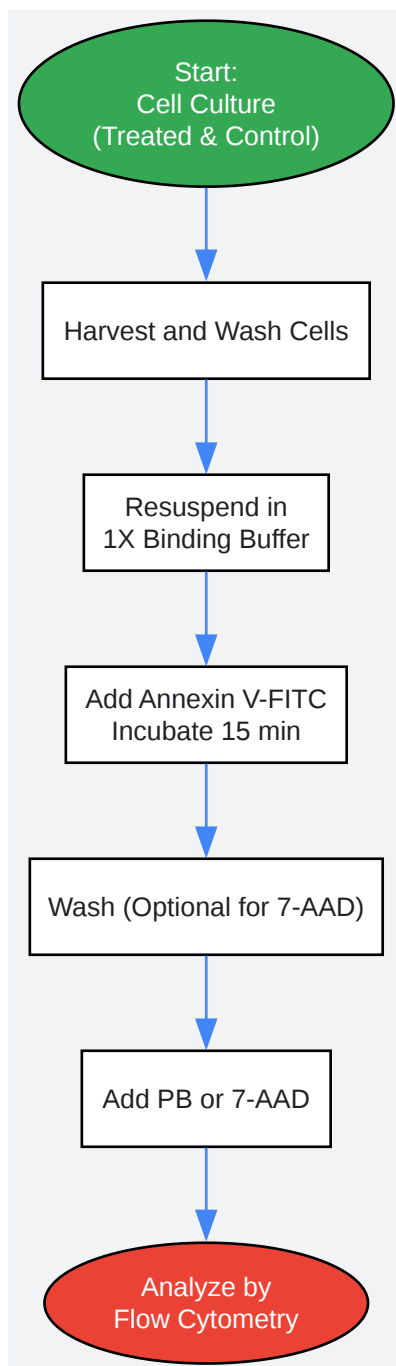 Start:
Cell Culture
(Treated & Control)
Harvest and Wash Cells
Resuspend in
1X Binding Buffer
Add Annexin V-FITC
Incubate 15 min
Wash (Optional for 7-AAD)
Add PB or 7-AAD
Analyze by
Flow Cytometry